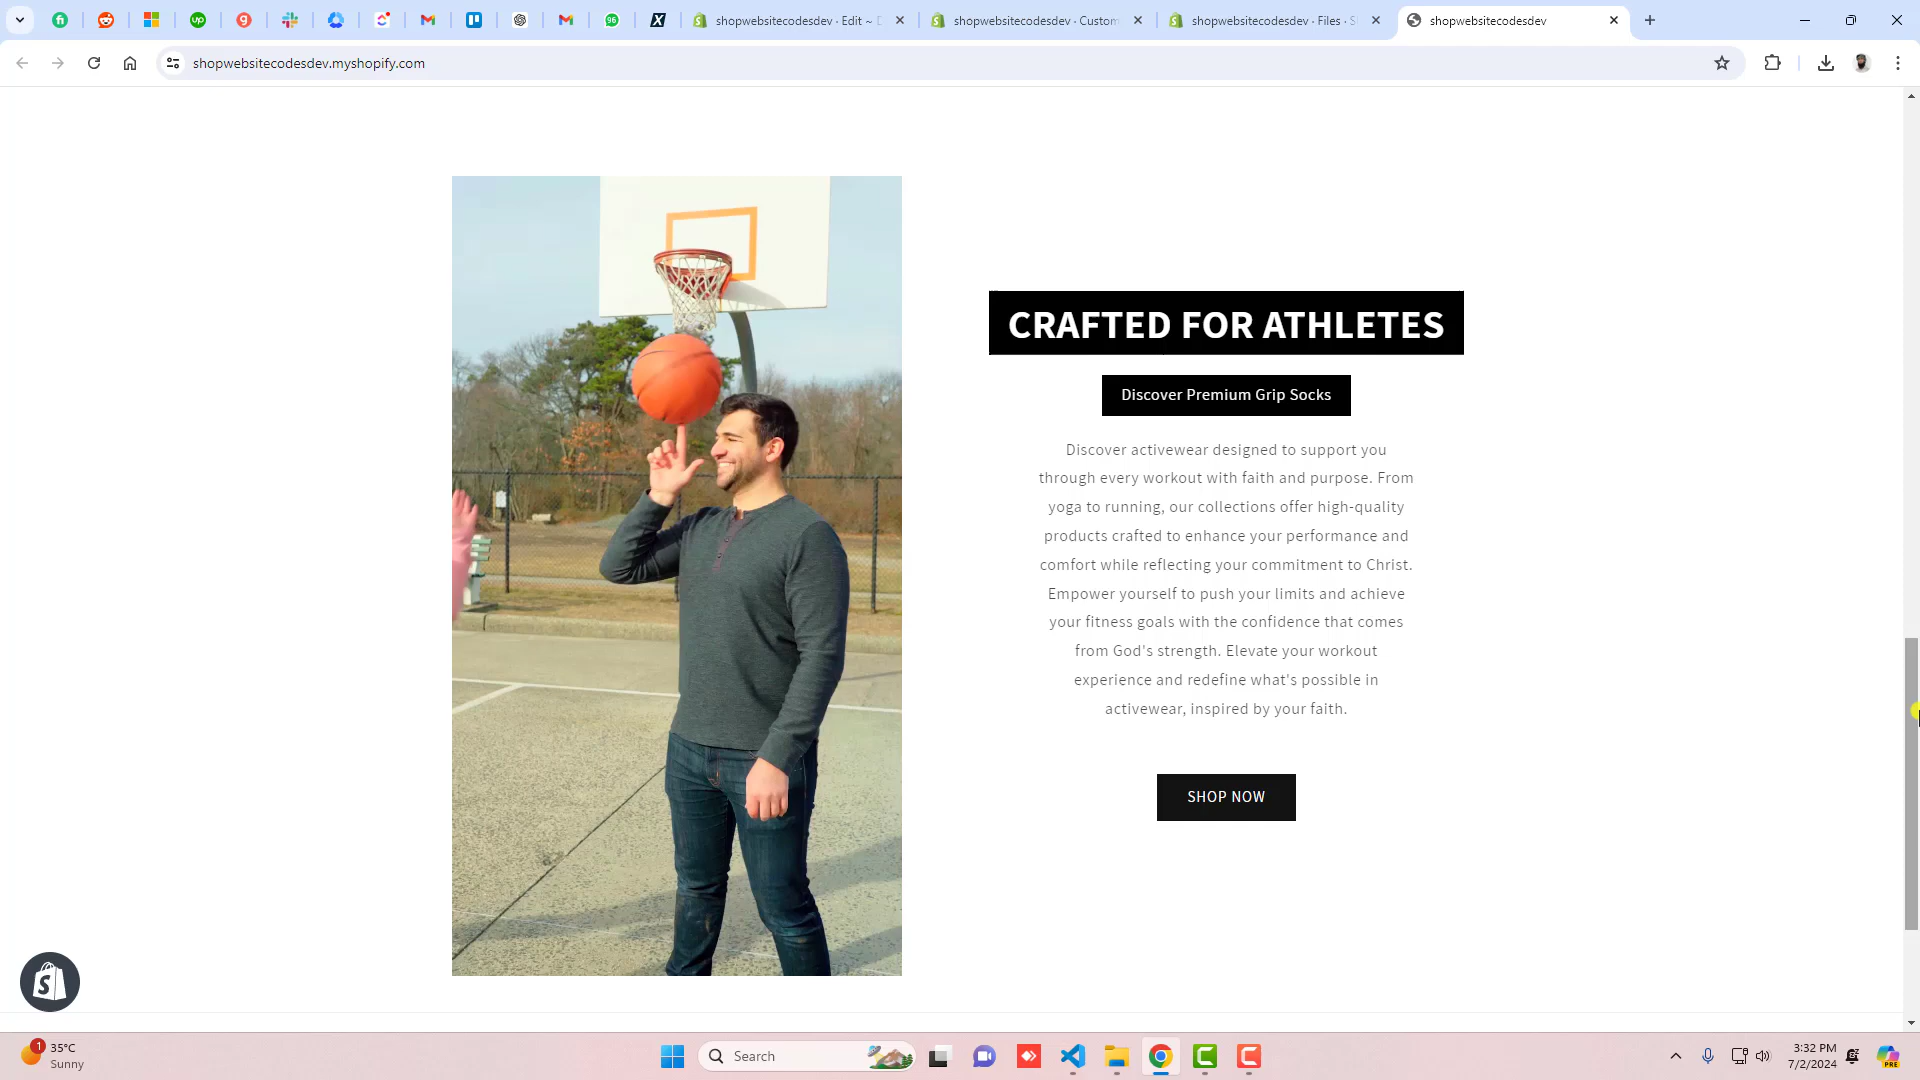 shopwebsitecodesdev · Edit ~ D
shopwebsitecodesdev · Custom
shopwebsitecodesdev · Files · S
shopwebsitecodesdev
shopwebsitecodesdev.myshopify.com
CRAFTED FOR ATHLETES
Discover Premium Grip Socks
Discover activewear designed to support you
through every workout with faith and purpose. From
yoga to running, our collections offer high-quality
products crafted to enhance your performance and
comfort while reflecting your commitment to Christ.
Empower yourself to push your limits and achieve
your fitness goals with the confidence that comes
from God's strength. Elevate your workout
experience and redefine what's possible in
activewear, inspired by your faith.
SHOP NOW
1
35°C
Sunny
Search
3:32 PM
7/2/2024
PRE